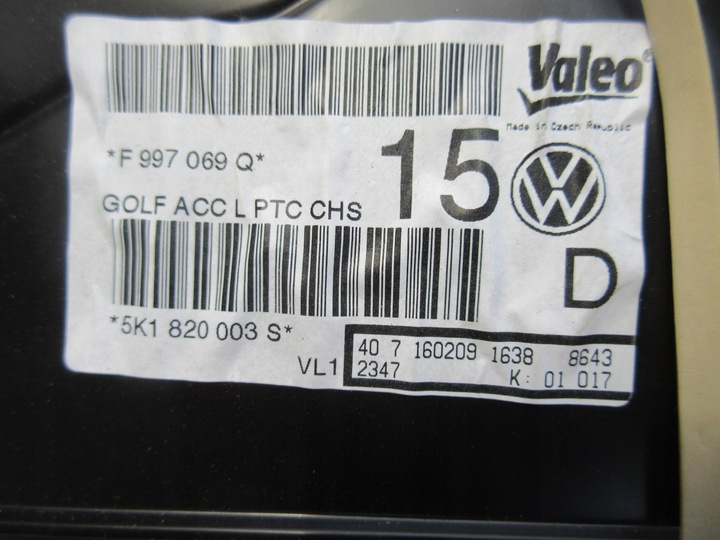 Valeo
Made in Czech Republic
*F 997 069 Q*
15
GOLF ACC L PTC CHS
D
*5K1 820 003 S*
VL1
40 7 160209 1638 8643
2347 K: 01 017